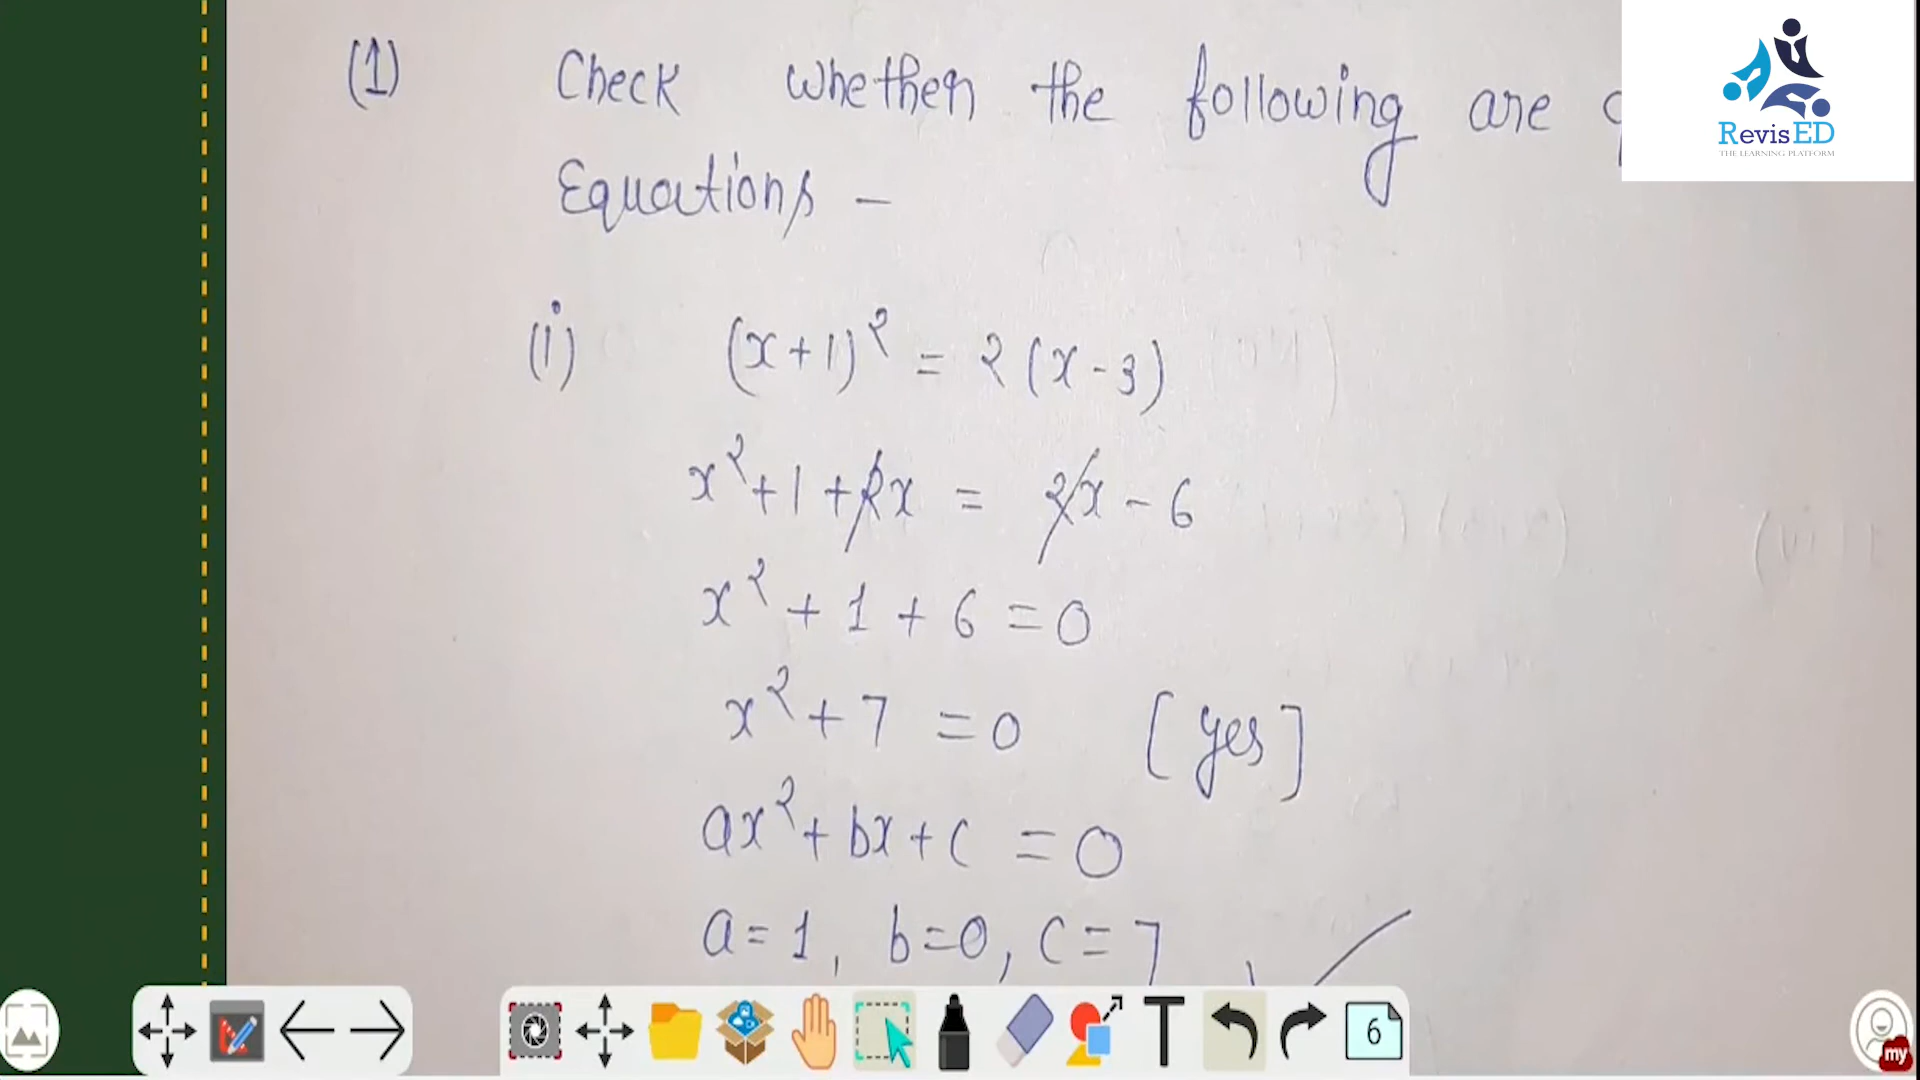 (1) Check whether the following are
Equations –
(i) (x+1)² = 2(x-3)
x²+1+2x = 2x - 6
x² + 1 + 6 = 0
x² + 7 = 0 [yes]
ax² + bx + c = 0
a = 1, b=0, c = 7
RevisED
THE LEARNING PLATFORM
T
6
my